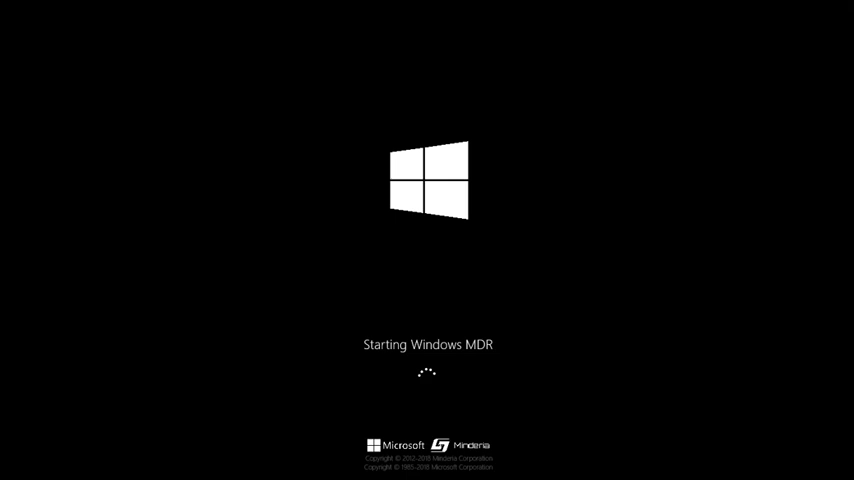 Starting Windows MDR
Microsoft Minderia
Copyright © 2012-2018 Minderia Corporation
Copyright © 1985-2018 Microsoft Corporation